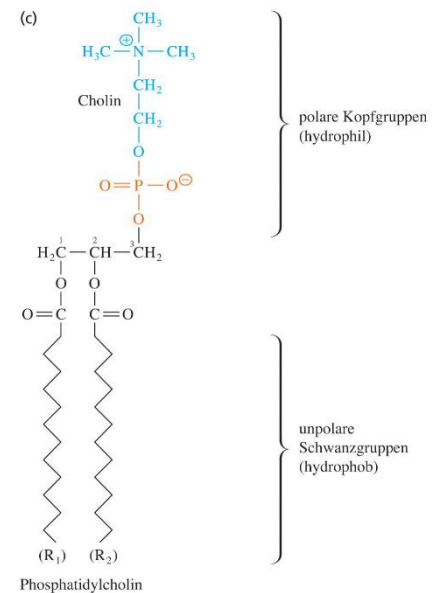 (c)
CH₃
H₃C—N—CH₃
⊕
CH₂
Cholin
CH₂
polare Kopfgruppen
(hydrophil)
O
O=P—O⊖
O
1 2 3
H₂C—CH—CH₂
O O
O=C C=O
unpolare
Schwanzgruppen
(hydrophob)
(R₁) (R₂)
Phosphatidylcholin